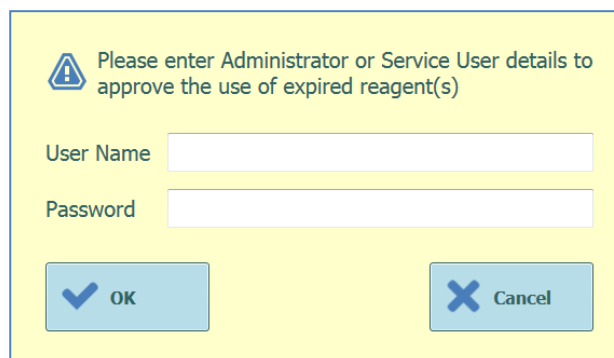 Please enter Administrator or Service User details to
approve the use of expired reagent(s)
User Name
Password
OK
Cancel